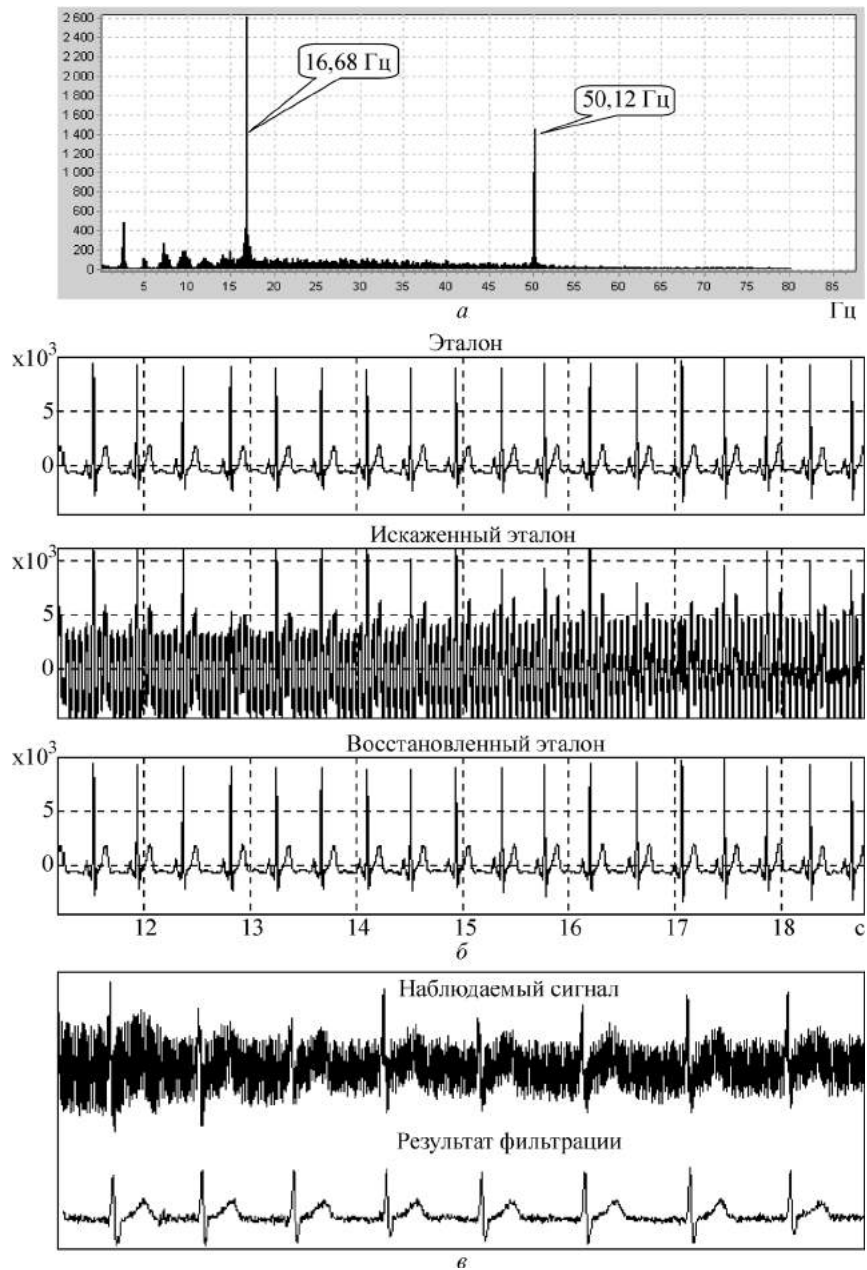 2 600
2 400
2 200
2 000
1 800
1 600
1 400
1 200
1 000
800
600
400
200
0
16,68 Гц
50,12 Гц
5 10 15 20 25 30 35 40 45 50 55 60 65 70 75 80 85
а Гц
Эталон
x10³
5
0
Искаженный эталон
x10³
5
0
Восстановленный эталон
x10³
5
0
12 13 14 15 16 17 18 с
б
Наблюдаемый сигнал
Результат фильтрации
в